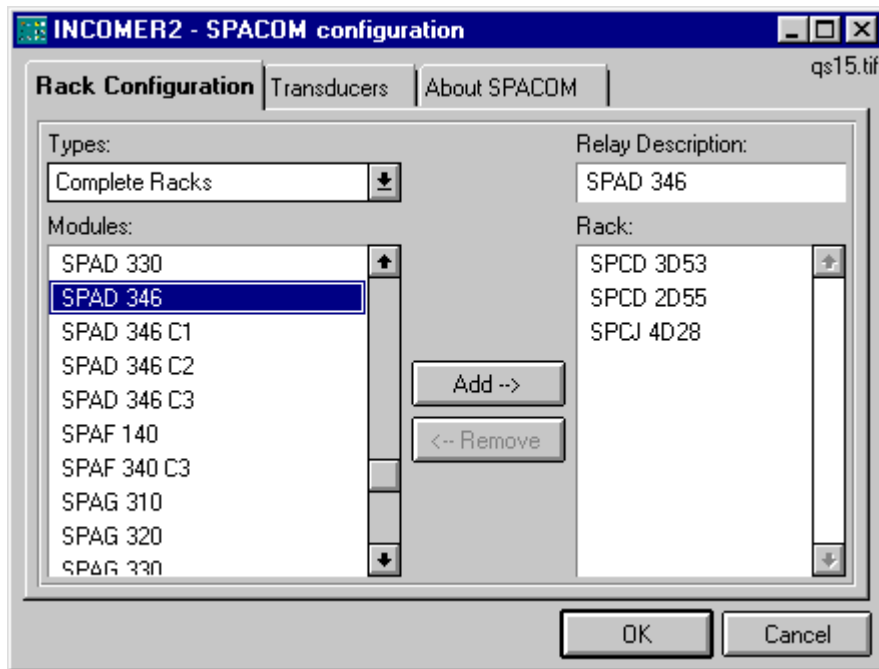 INCOMER2 - SPACOM configuration
qs15.tif
Rack Configuration
Transducers
About SPACOM
Types:
Complete Racks
Modules:
SPAD 330
SPAD 346
SPAD 346 C1
SPAD 346 C2
SPAD 346 C3
SPAF 140
SPAF 340 C3
SPAG 310
SPAG 320
SPAG 330
Add -->
<-- Remove
Relay Description:
SPAD 346
Rack:
SPCD 3D53
SPCD 2D55
SPCJ 4D28
OK
Cancel